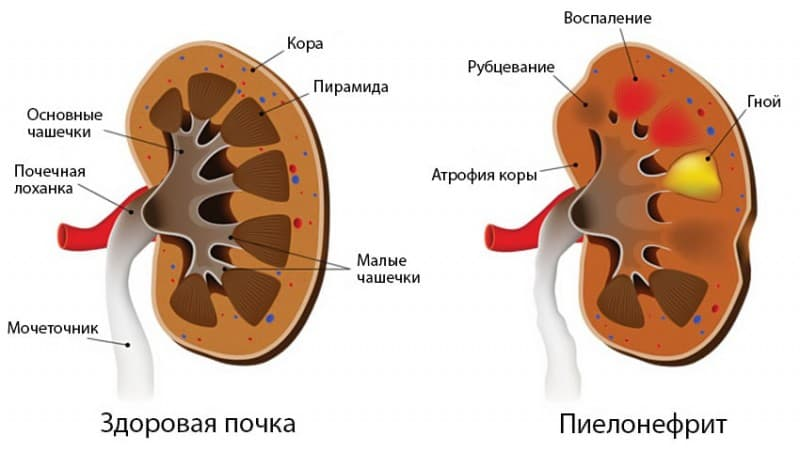 Кора
Пирамида
Основные
чашечки
Почечная
лоханка
Малые
чашечки
Мочеточник
Здоровая почка
Воспаление
Рубцевание
Гной
Атрофия коры
Пиелонефрит